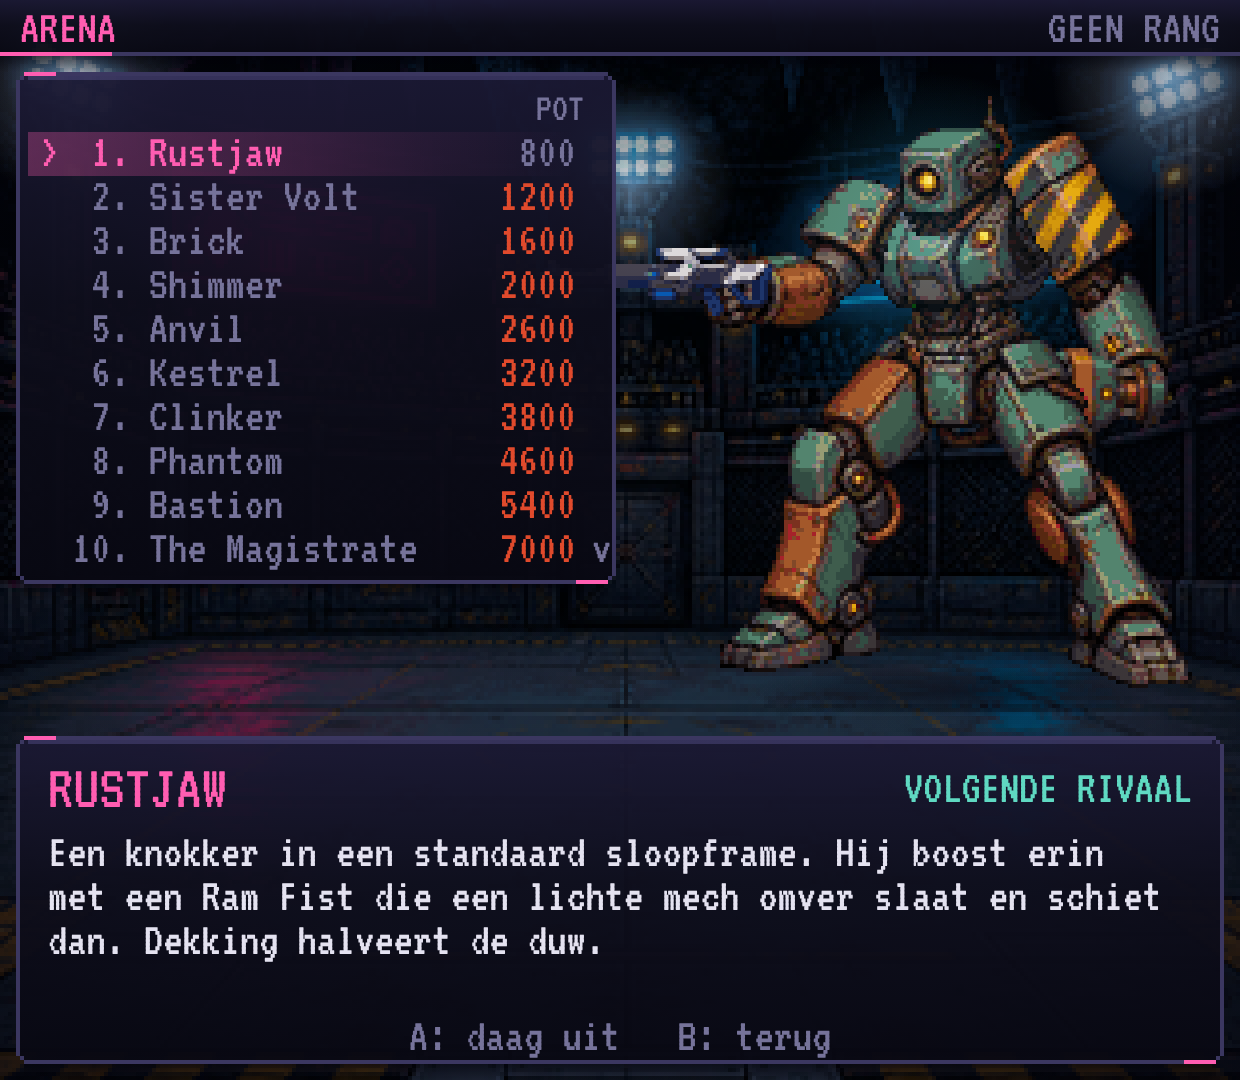 ARENA GEEN RANG
POT
> 1. Rustjaw 800
2. Sister Volt 1200
3. Brick 1600
4. Shimmer 2000
5. Anvil 2600
6. Kestrel 3200
7. Clinker 3800
8. Phantom 4600
9. Bastion 5400
10. The Magistrate 7000 v
RUSTJAW VOLGENDE RIVAAL
Een knokker in een standaard sloopframe. Hij boost erin
met een Ram Fist die een lichte mech omver slaat en schiet
dan. Dekking halveert de duw.
A: daag uit B: terug